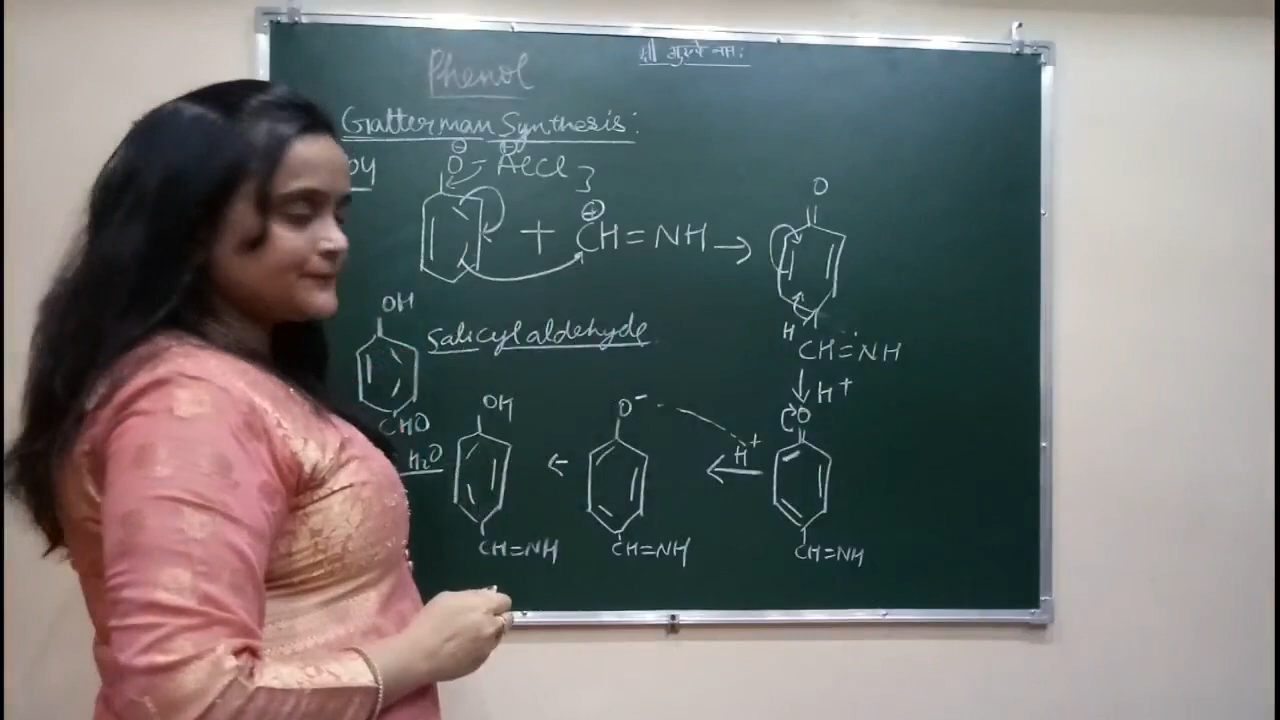 Phenol
श्री गुरुवे नमः
Gatterman Synthesis:
⊖ ⊖
O AlCl3
O
⊕
+ CH=NH →
OH
Salicylaldehyde
H
CH=NH
↓ H+
CHO
OH
O-
H+
O
H2O
←
←
CH=NH
CH=NH
CH=NH